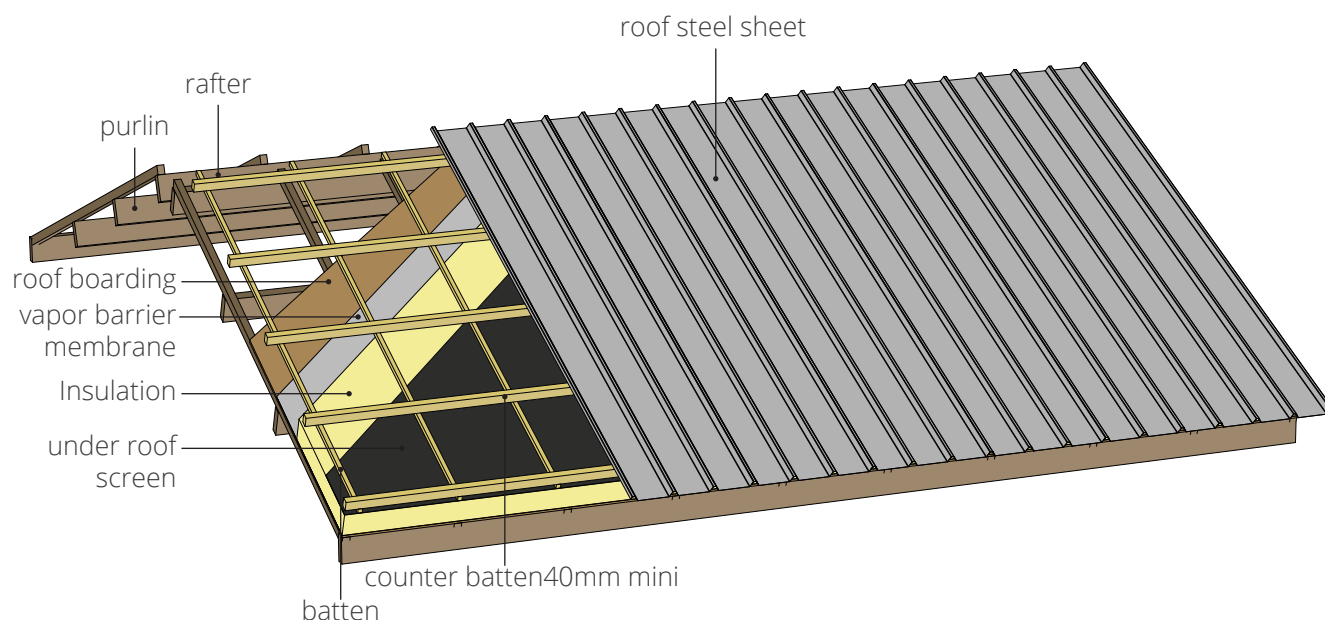 roof steel sheet
rafter
purlin
roof boarding
vapor barrier
membrane
Insulation
under roof
screen
counter batten40mm mini
batten